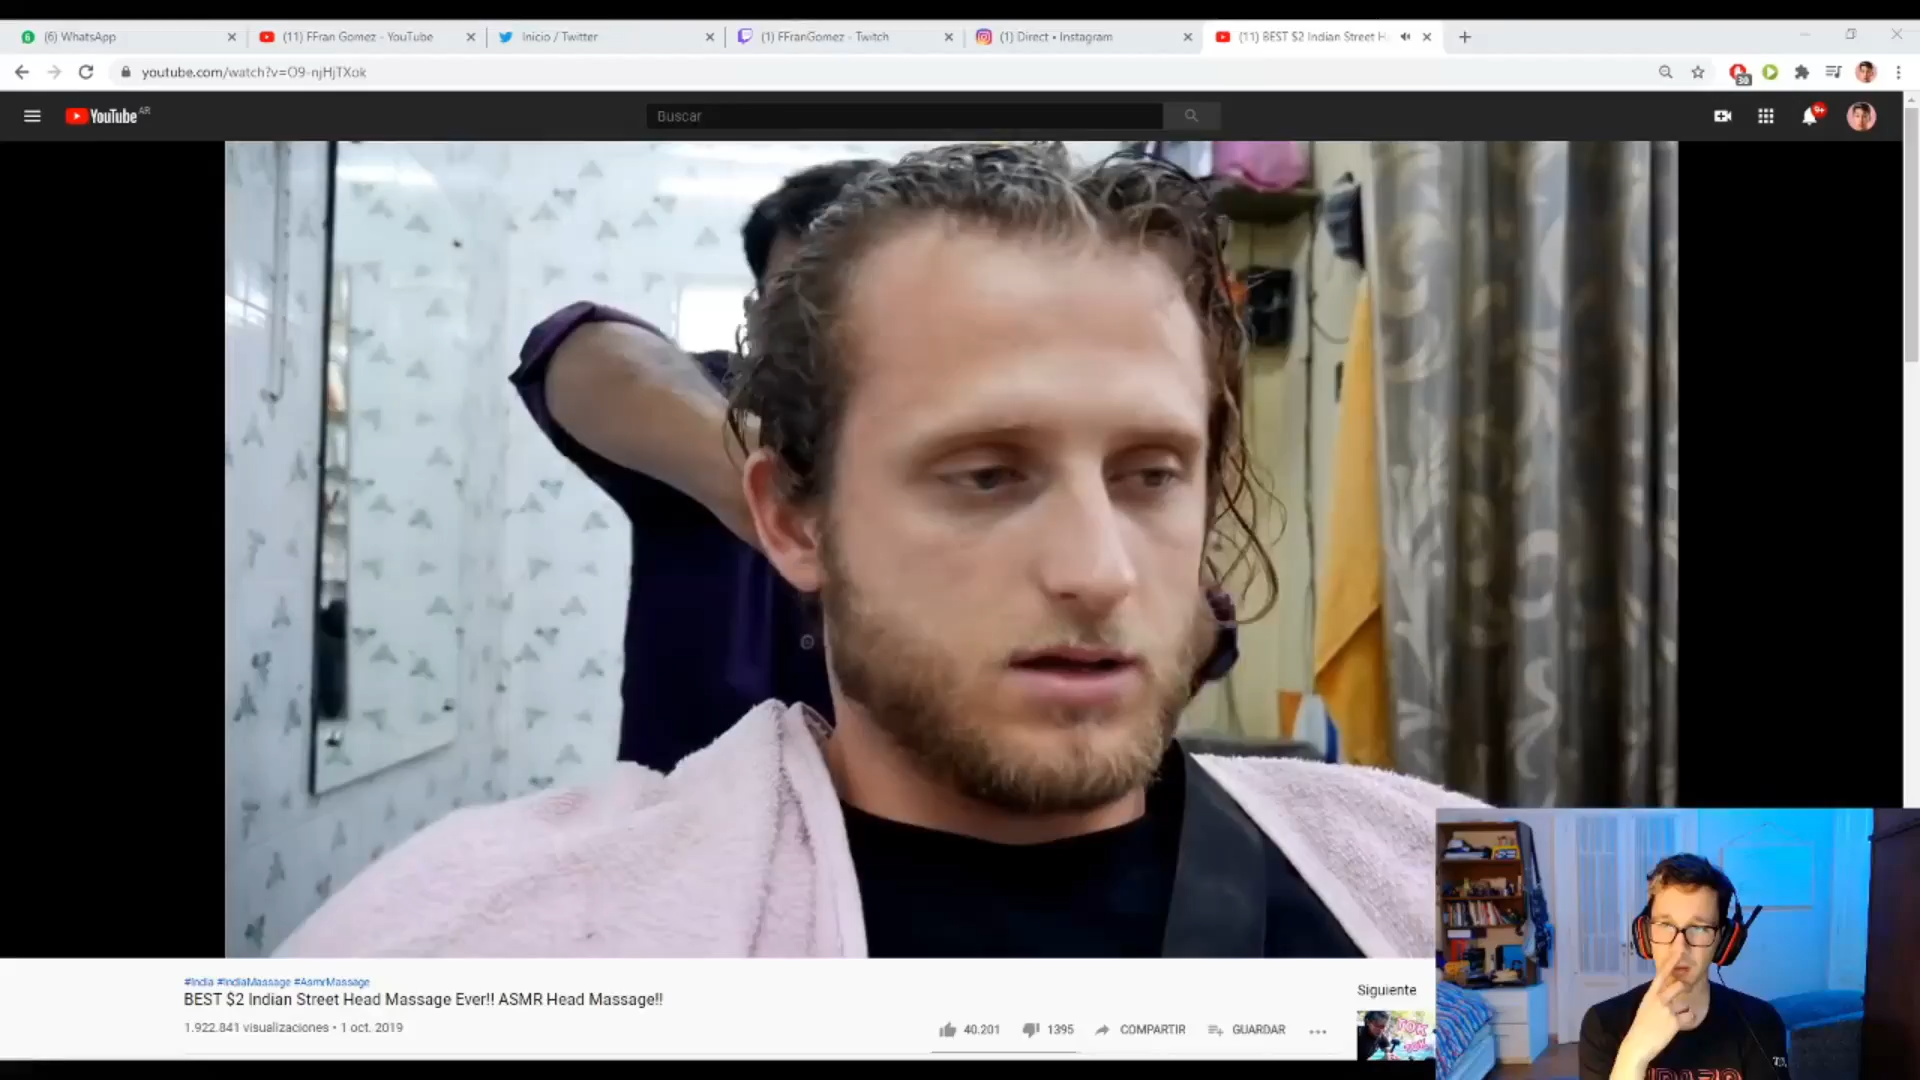 (6) WhatsApp
(11) FFran Gomez - YouTube
Inicio / Twitter
(1) FFranGomez - Twitch
(1) Direct • Instagram
(11) BEST $2 Indian Street H
youtube.com/watch?v=O9-njHjTXok
39
YouTube AR
Buscar
9+
#India #IndiaMassage #AsmrMassage
BEST $2 Indian Street Head Massage Ever!! ASMR Head Massage!!
1.922.841 visualizaciones • 1 oct. 2019
40.201
1395
COMPARTIR
GUARDAR
Siguiente